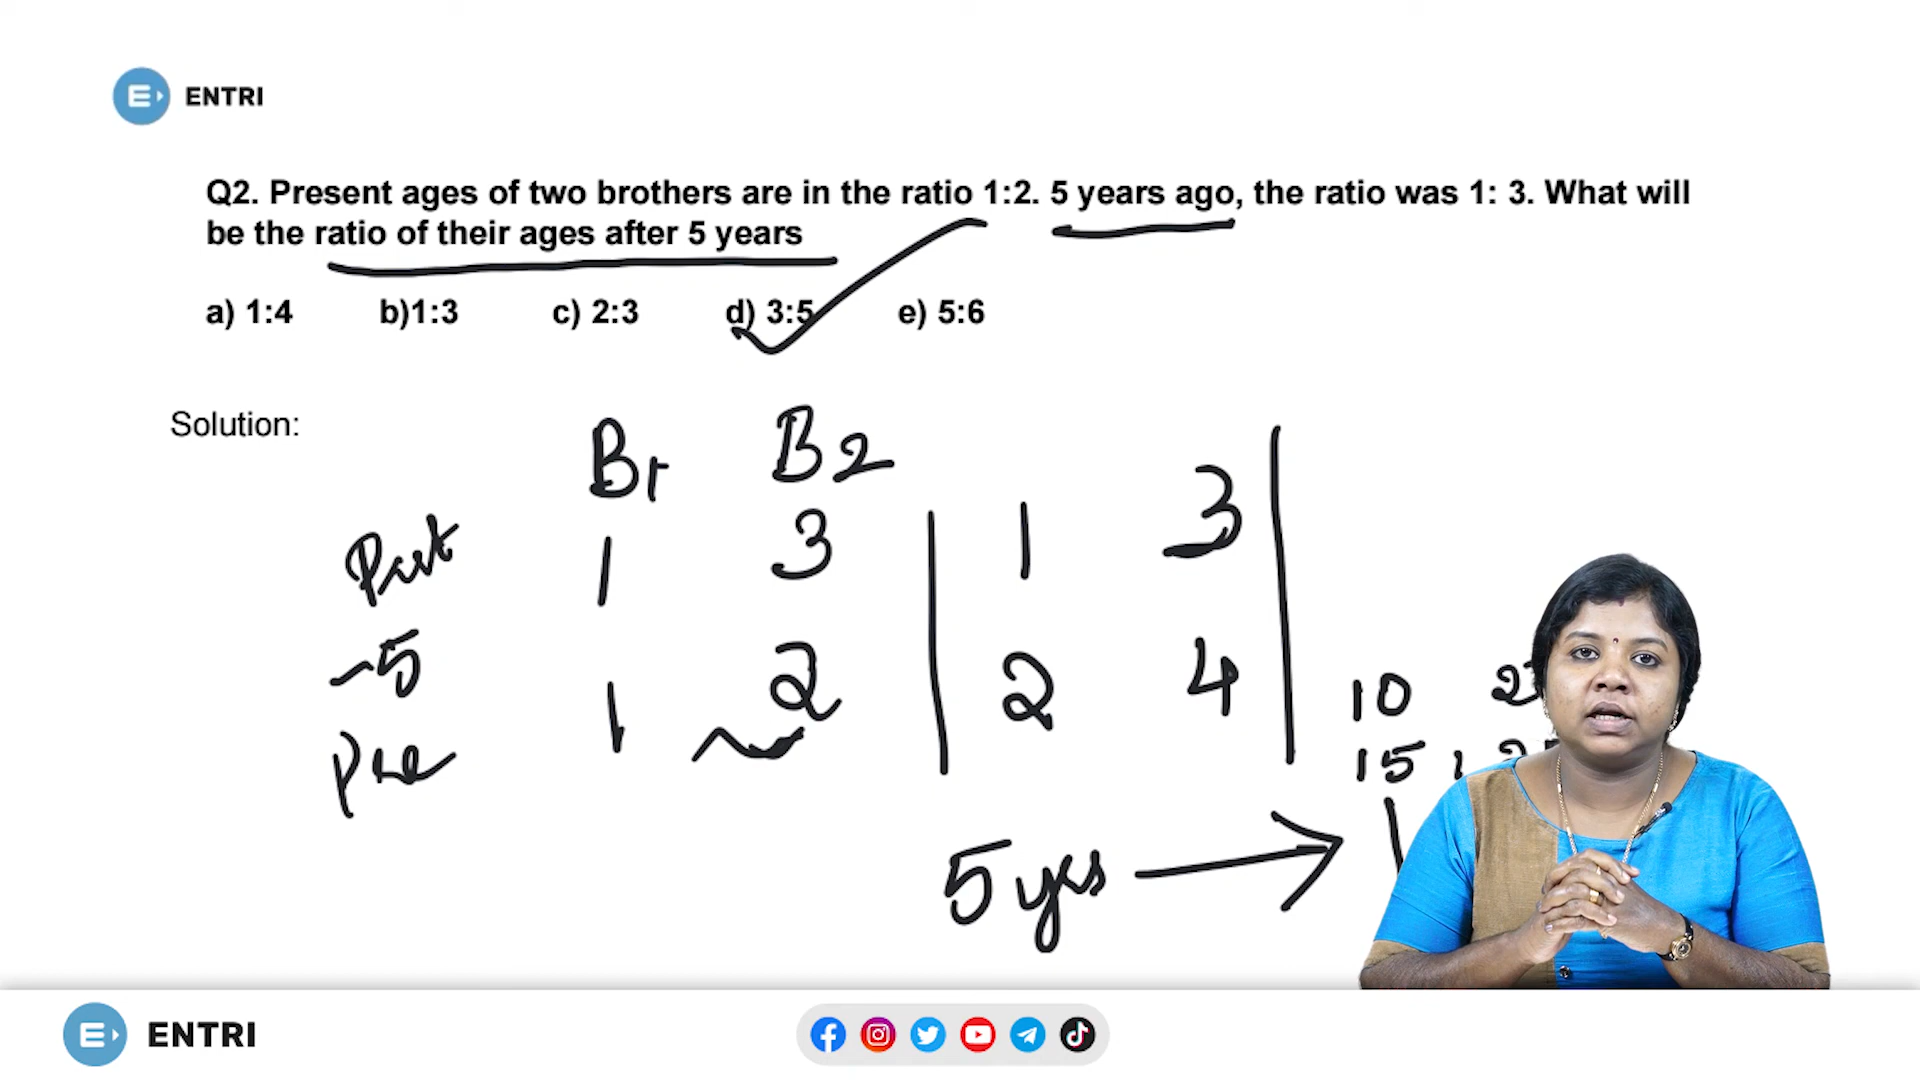 ENTRI
Q2. Present ages of two brothers are in the ratio 1:2. 5 years ago, the ratio was 1: 3. What will
be the ratio of their ages after 5 years
a) 1:4 b)1:3 c) 2:3 d) 3:5 e) 5:6
Solution:
B1 B2
Past 1 3 1 3
-5
Pre 1 2 2 4 10
15
5 yrs
ENTRI